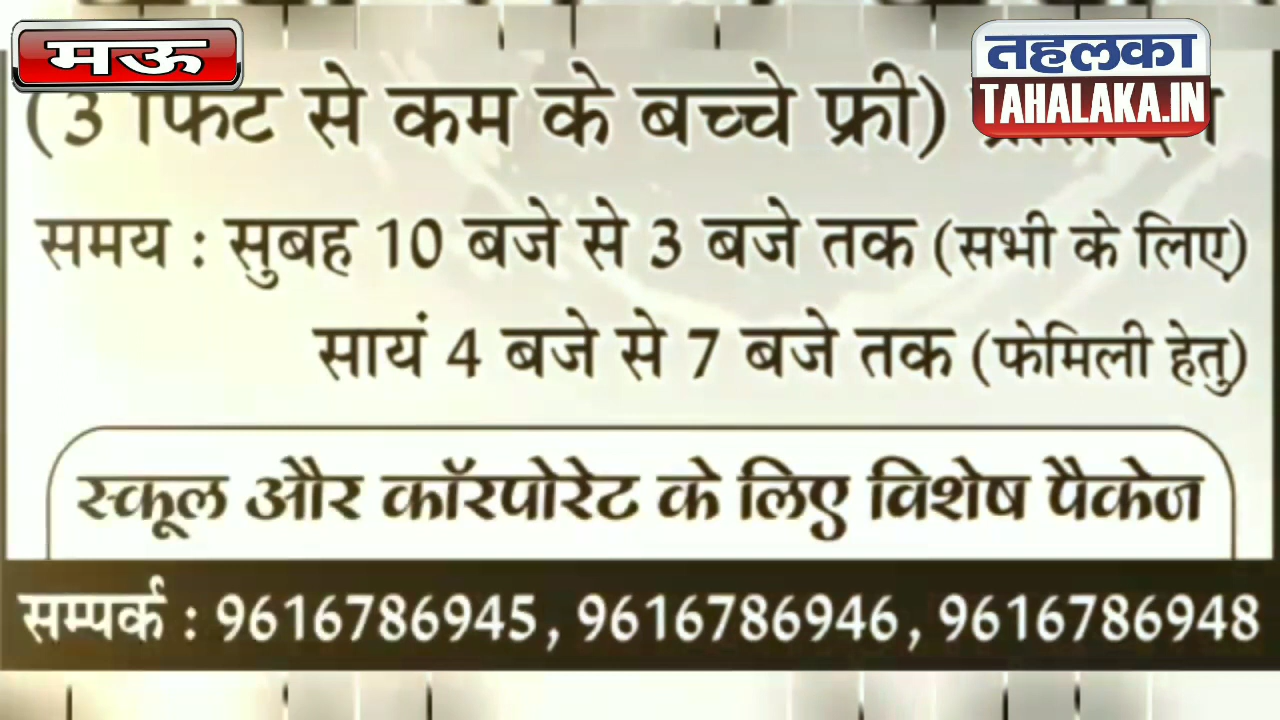 मऊ
तहलका
TAHALAKA.IN
(3 फिट से कम के बच्चे फ्री)
समय : सुबह 10 बजे से 3 बजे तक (सभी के लिए)
सायं 4 बजे से 7 बजे तक (फेमिली हेतु)
स्कूल और कॉरपोरेट के लिए विशेष पैकेज
सम्पर्क : 9616786945, 9616786946, 9616786948